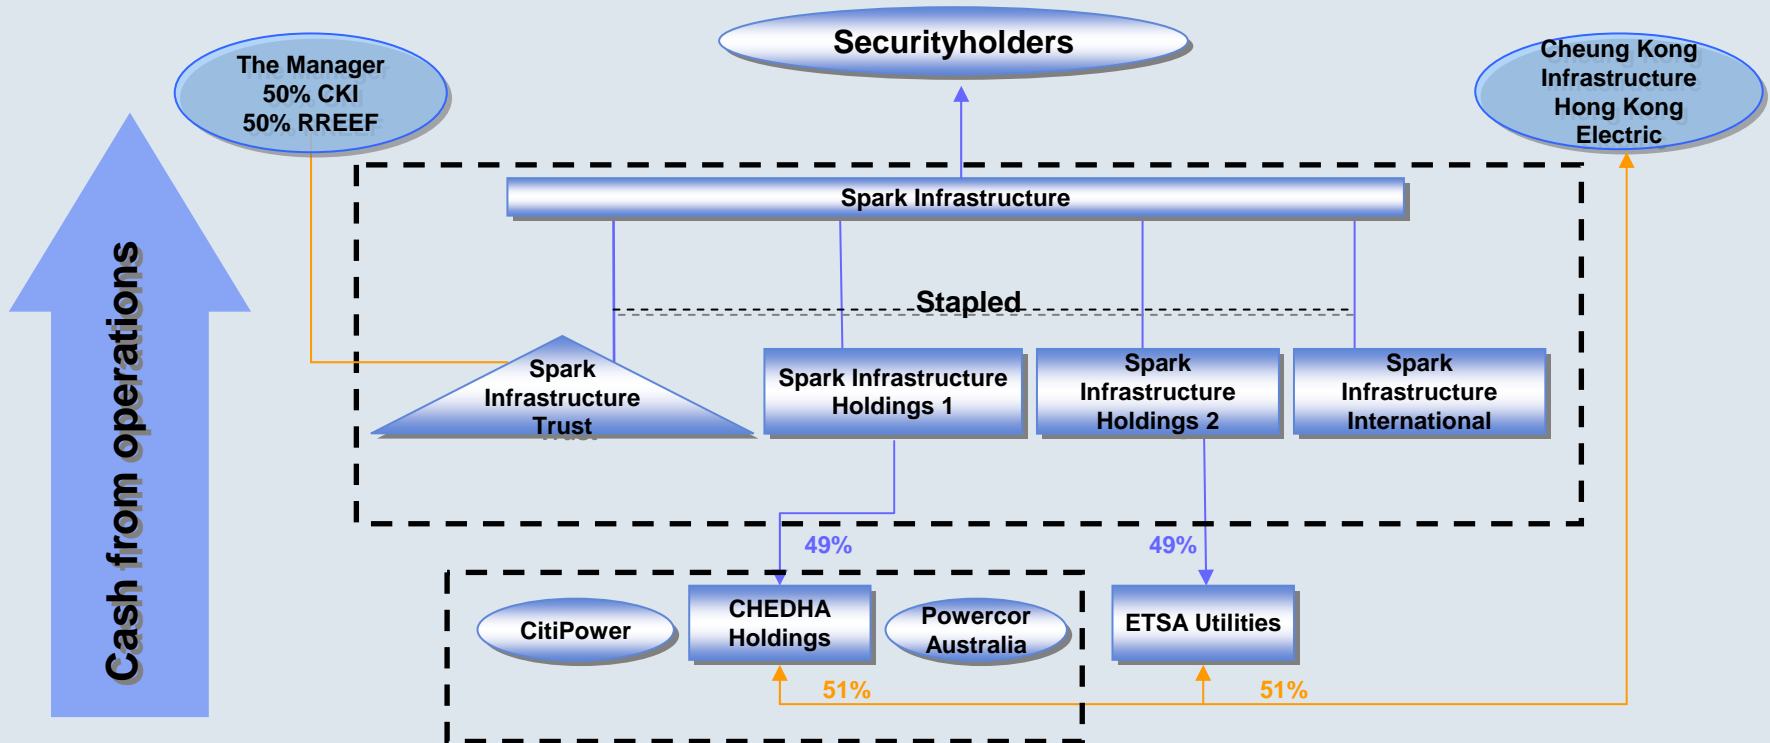 Securityholders
The Manager
50% CKI
50% RREEF
Cheung Kong
Infrastructure
Hong Kong
Electric
Spark Infrastructure
Stapled
Spark
Infrastructure
Trust
Spark Infrastructure
Holdings 1
Spark
Infrastructure
Holdings 2
Spark
Infrastructure
International
Cash from operations
49%
49%
CitiPower
CHEDHA
Holdings
Powercor
Australia
ETSA Utilities
51%
51%